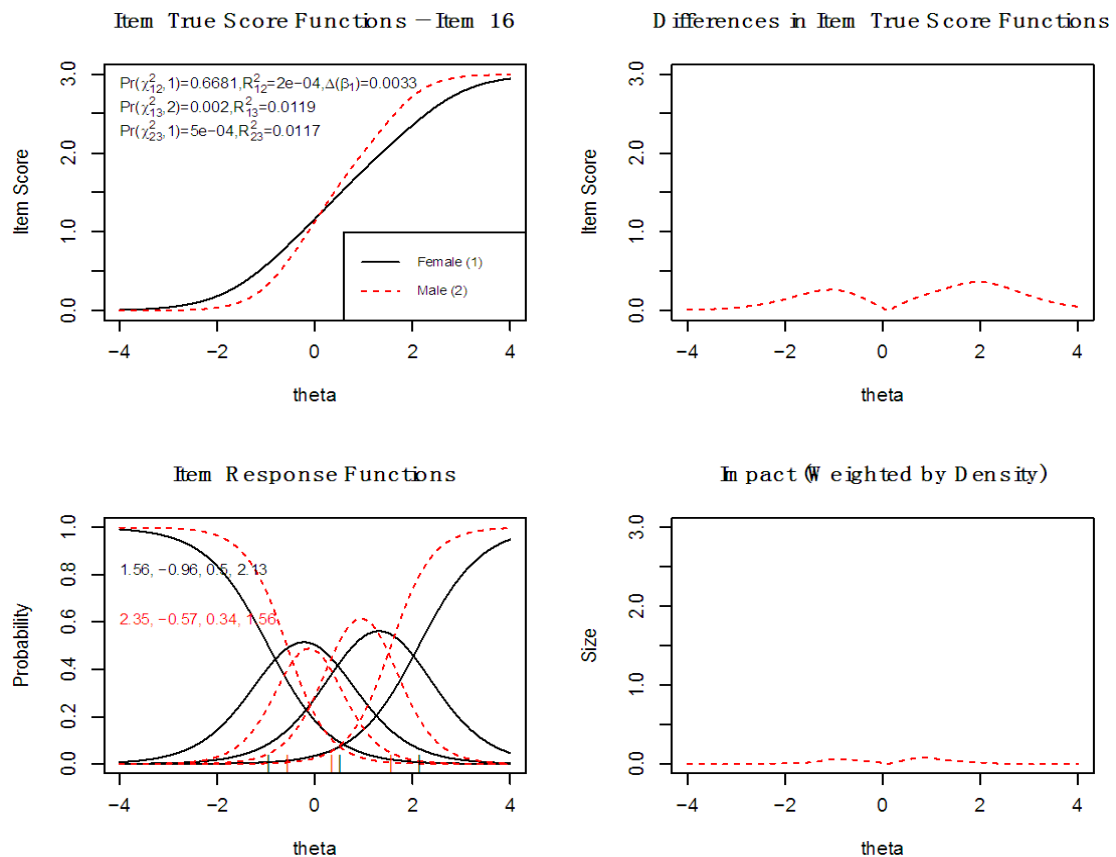 Item True Score Functions − Item 16
Pr(χ²₁₂,1)=0.6681,R²₁₂=2e−04,Δ(β₁)=0.0033
Pr(χ²₁₃,2)=0.002,R²₁₃=0.0119
Pr(χ²₂₃,1)=5e−04,R²₂₃=0.0117
Item Score
3.0
2.0
1.0
0.0
Female (1)
Male (2)
−4 −2 0 2 4
theta
Differences in Item True Score Functions
Item Score
3.0
2.0
1.0
0.0
−4 −2 0 2 4
theta
Item Response Functions
Probability
1.0
0.8
0.6
0.4
0.2
0.0
1.56, −0.96, 0.5, 2.13
2.35, −0.57, 0.34, 1.56
−4 −2 0 2 4
theta
Impact (Weighted by Density)
Size
3.0
2.0
1.0
0.0
−4 −2 0 2 4
theta